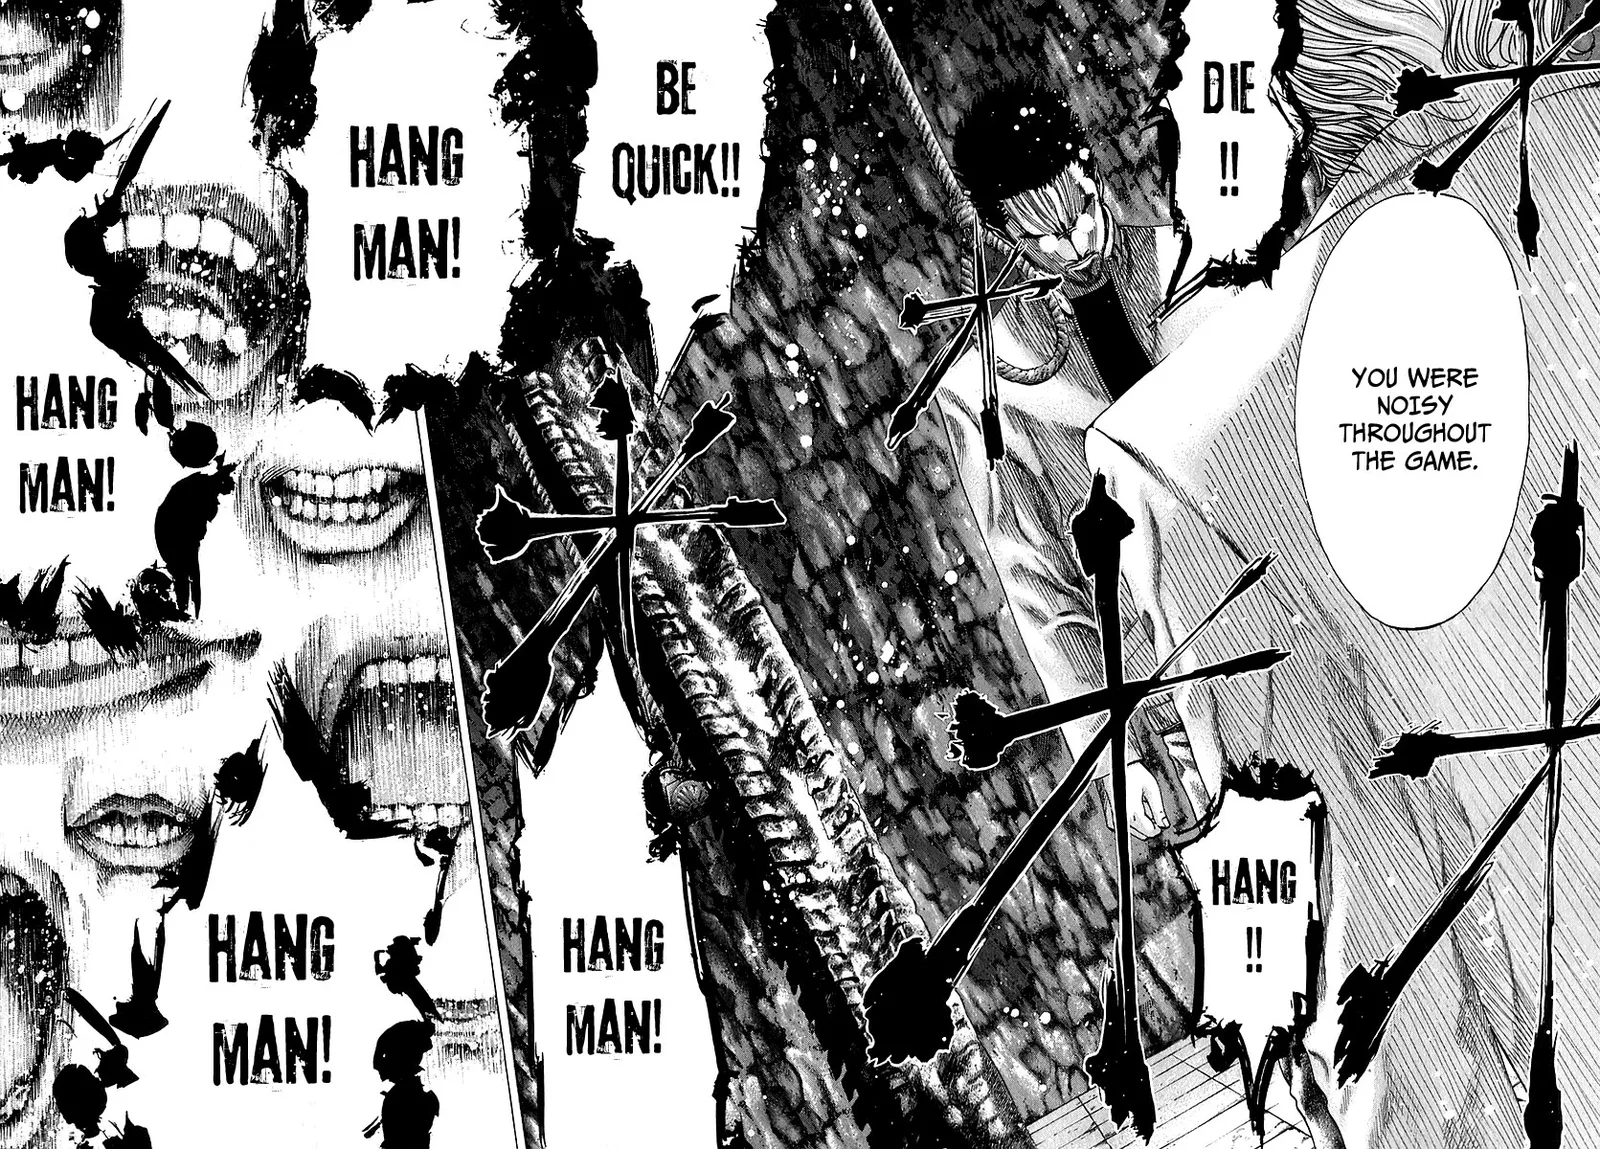 DIE
!!
YOU WERE
NOISY
THROUGHOUT
THE GAME.
HANG
!!
BE
QUICK!!
HANG
MAN!
HANG
MAN!
HANG
MAN!
HANG
MAN!